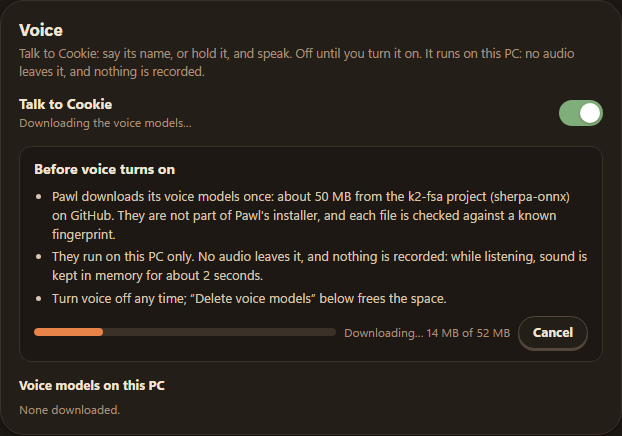 Voice
Talk to Cookie: say its name, or hold it, and speak. Off until you turn it on. It runs on this PC: no audio
leaves it, and nothing is recorded.
Talk to Cookie
Downloading the voice models...
Before voice turns on
• Pawl downloads its voice models once: about 50 MB from the k2-fsa project (sherpa-onnx)
on GitHub. They are not part of Pawl's installer, and each file is checked against a known
fingerprint.
• They run on this PC only. No audio leaves it, and nothing is recorded: while listening, sound is
kept in memory for about 2 seconds.
• Turn voice off any time; “Delete voice models” below frees the space.
Downloading... 14 MB of 52 MB
Cancel
Voice models on this PC
None downloaded.